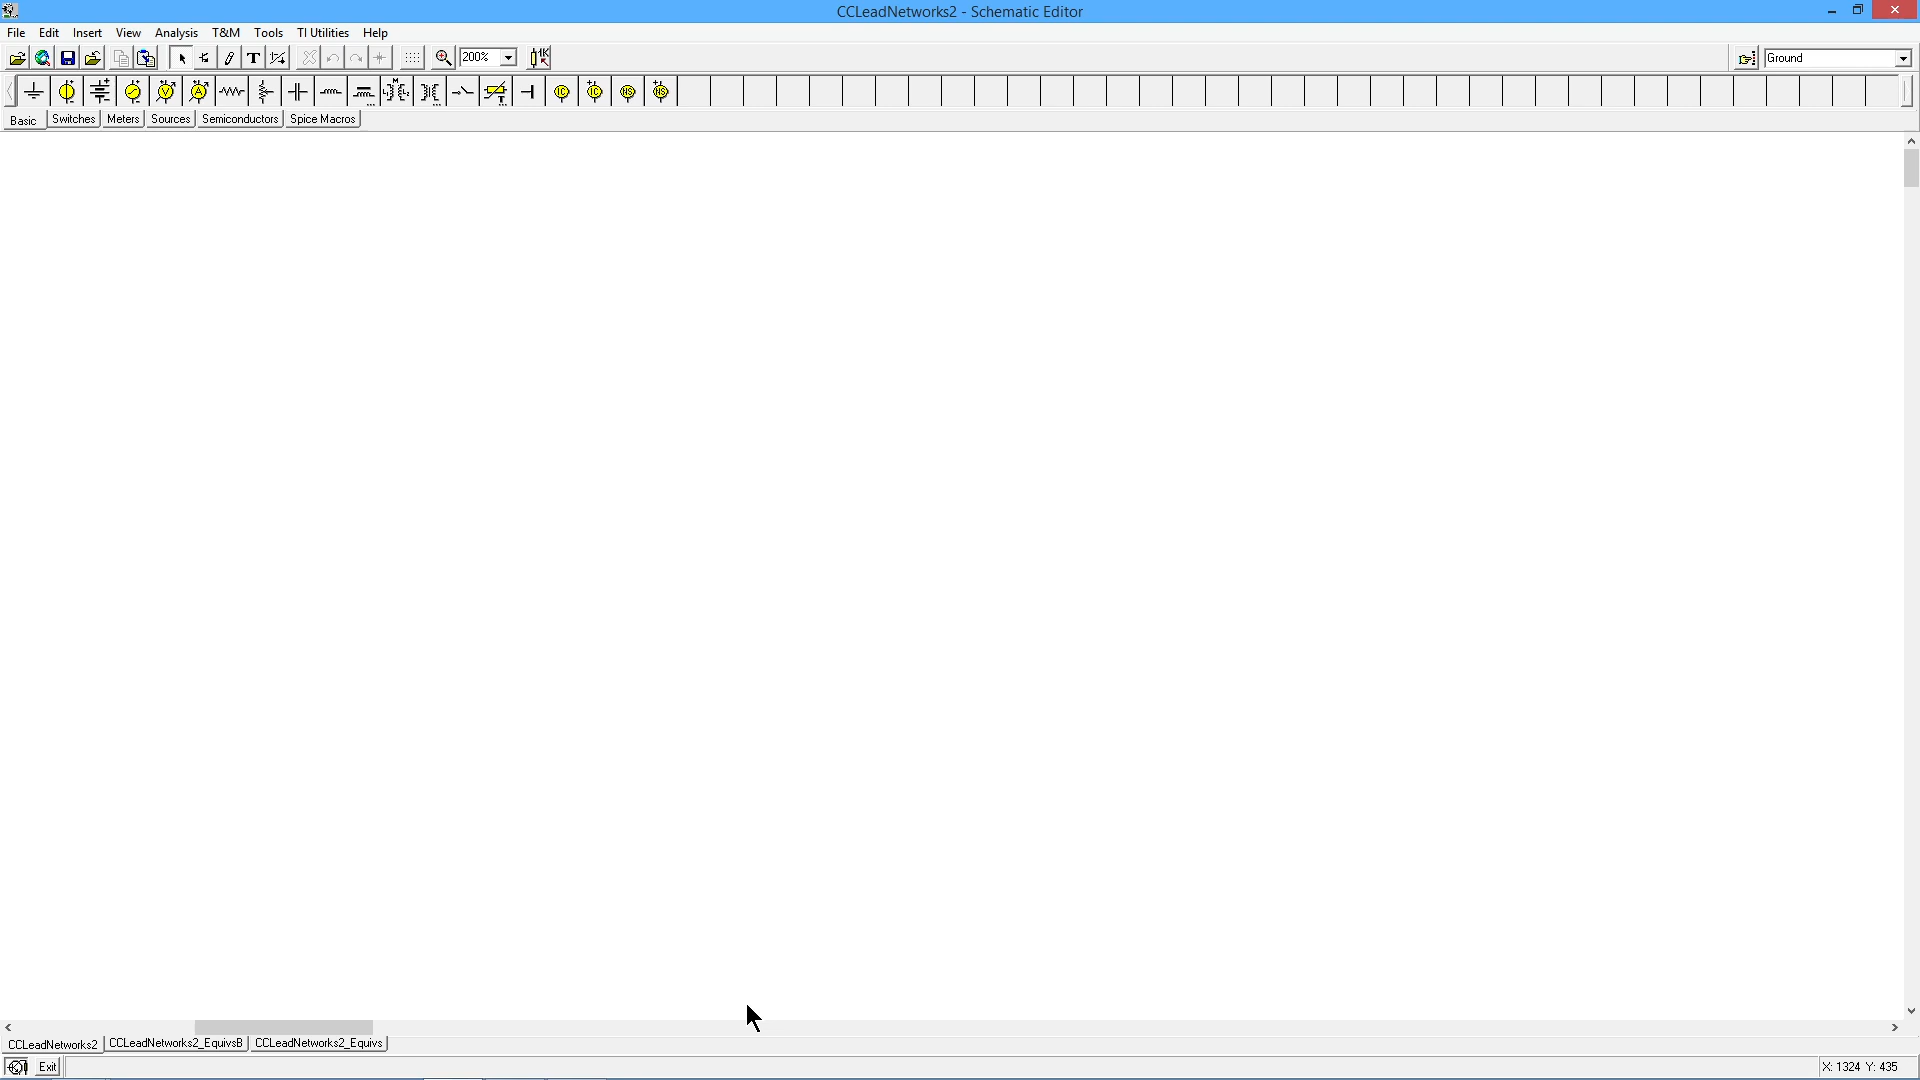 CCLeadNetworks2 - Schematic Editor
File Edit Insert View Analysis T&M Tools TI Utilities Help
T 200% 1K Ground
Basic Switches Meters Sources Semiconductors Spice Macros
CCLeadNetworks2 CCLeadNetworks2_EquivsB CCLeadNetworks2_Equivs
Exit X: 1324 Y: 435